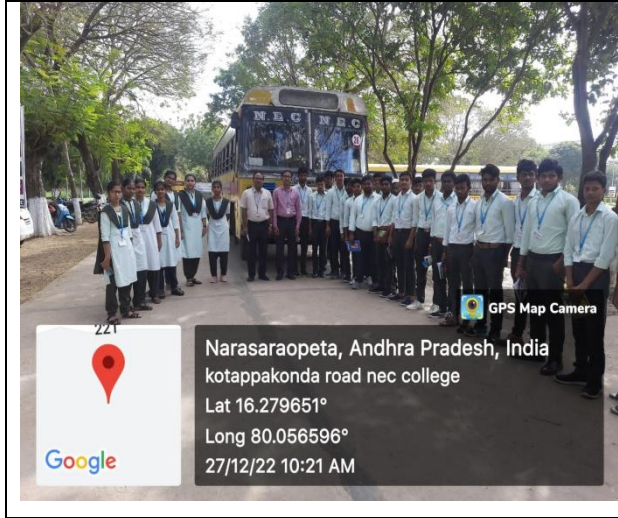 N.E.C N.E.C
GPS Map Camera
221
Narasaraopeta, Andhra Pradesh, India
kotappakonda road nec college
Lat 16.279651°
Long 80.056596°
27/12/22 10:21 AM
Google